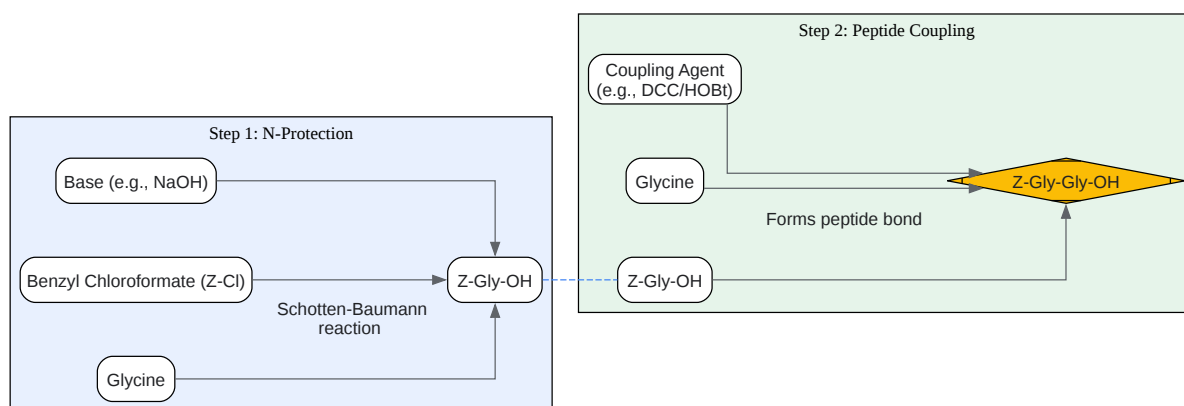 Step 1: N-Protection
Base (e.g., NaOH)
Benzyl Chloroformate (Z-Cl)
Z-Gly-OH
Schotten-Baumann
reaction
Glycine
Step 2: Peptide Coupling
Coupling Agent
(e.g., DCC/HOBt)
Glycine
Z-Gly-Gly-OH
Forms peptide bond
Z-Gly-OH